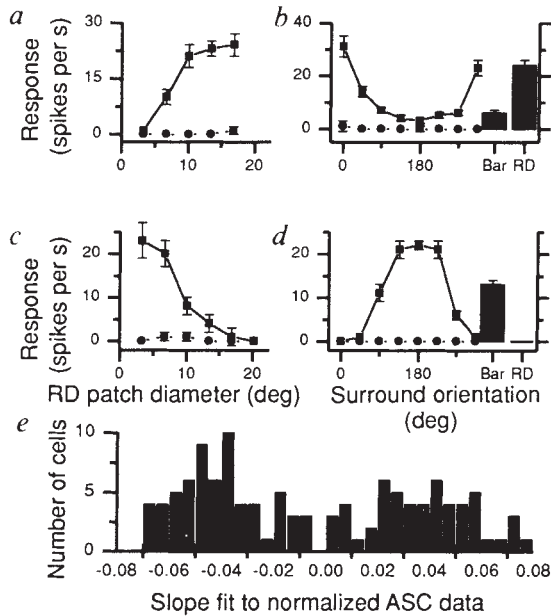 a
b
Response
(spikes per s)
30
15
0
0
10
20
40
20
0
0
180
Bar
RD
c
d
Response
(spikes per s)
20
10
0
0
10
20
20
10
0
0
180
Bar RD
RD patch diameter (deg)
Surround orientation
(deg)
e
Number of cells
10
5
0
-0.08 -0.06 -0.04 -0.02 0.00 0.02 0.04 0.06 0.08
Slope fit to normalized ASC data